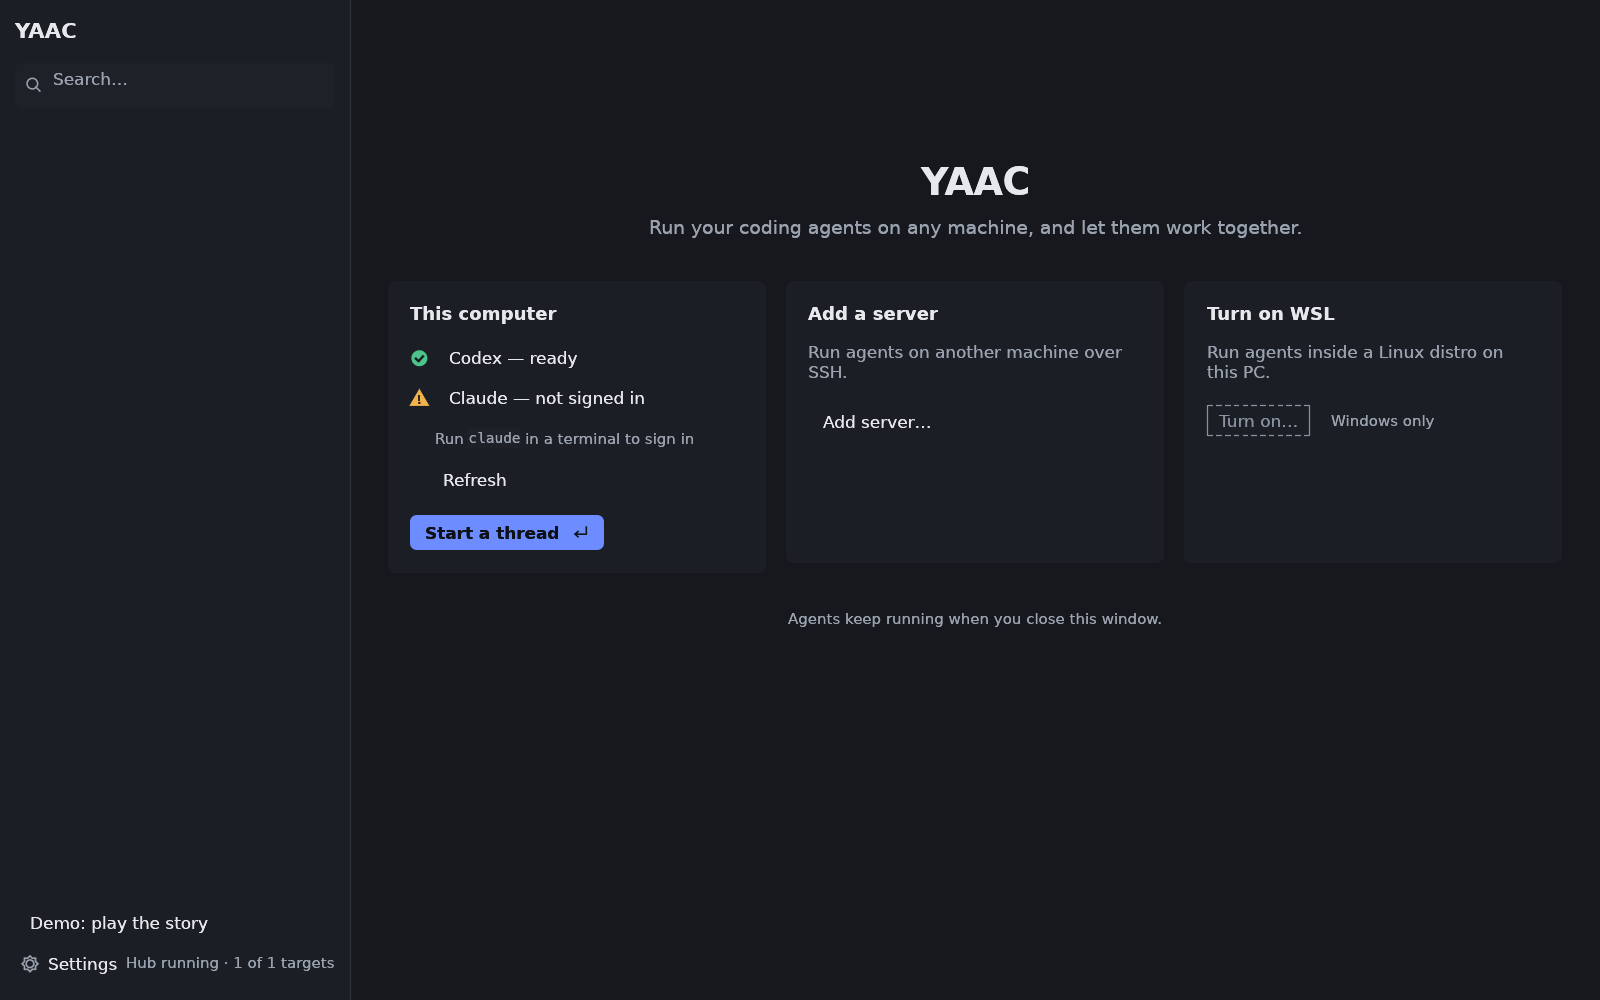 YAAC
Search...
YAAC
Run your coding agents on any machine, and let them work together.
This computer
Codex — ready
Claude — not signed in
Run claude in a terminal to sign in
Refresh
Start a thread
Add a server
Run agents on another machine over
SSH.
Add server...
Turn on WSL
Run agents inside a Linux distro on
this PC.
Turn on... Windows only
Agents keep running when you close this window.
Demo: play the story
Settings Hub running · 1 of 1 targets